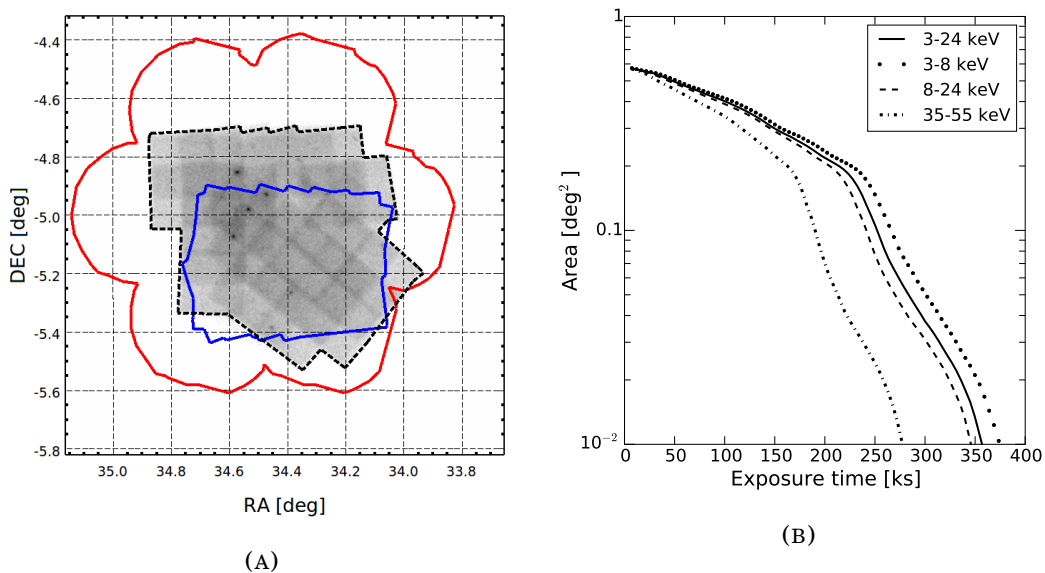 -4.4
-4.6
-4.8
-5.0
-5.2
-5.4
-5.6
-5.8
DEC [deg]
35.0 34.8 34.6 34.4 34.2 34.0 33.8
RA [deg]
(A)
1
0.1
10⁻²
Area [deg²]
3-24 keV
3-8 keV
8-24 keV
35-55 keV
0 50 100 150 200 250 300 350 400
Exposure time [ks]
(B)